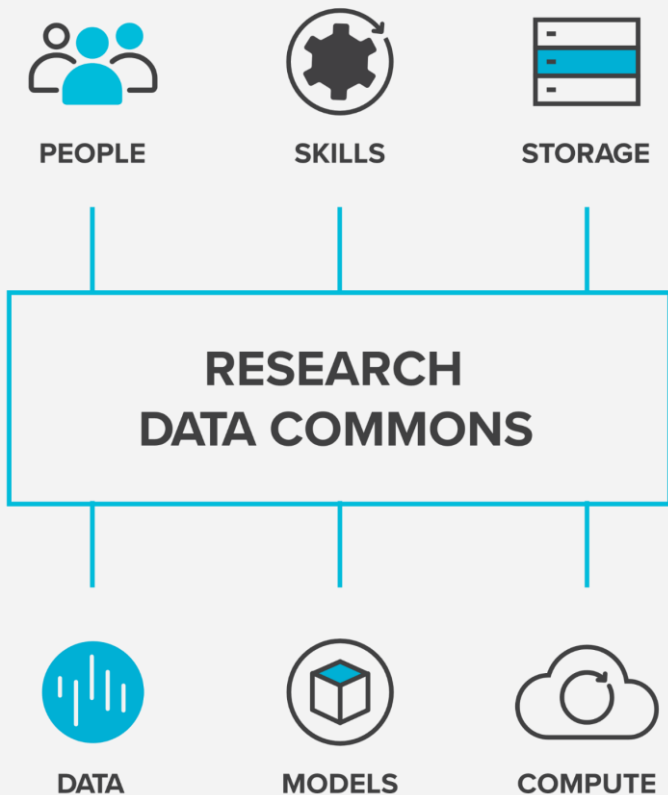 PEOPLE
SKILLS
STORAGE
RESEARCH
DATA COMMONS
DATA
MODELS
COMPUTE